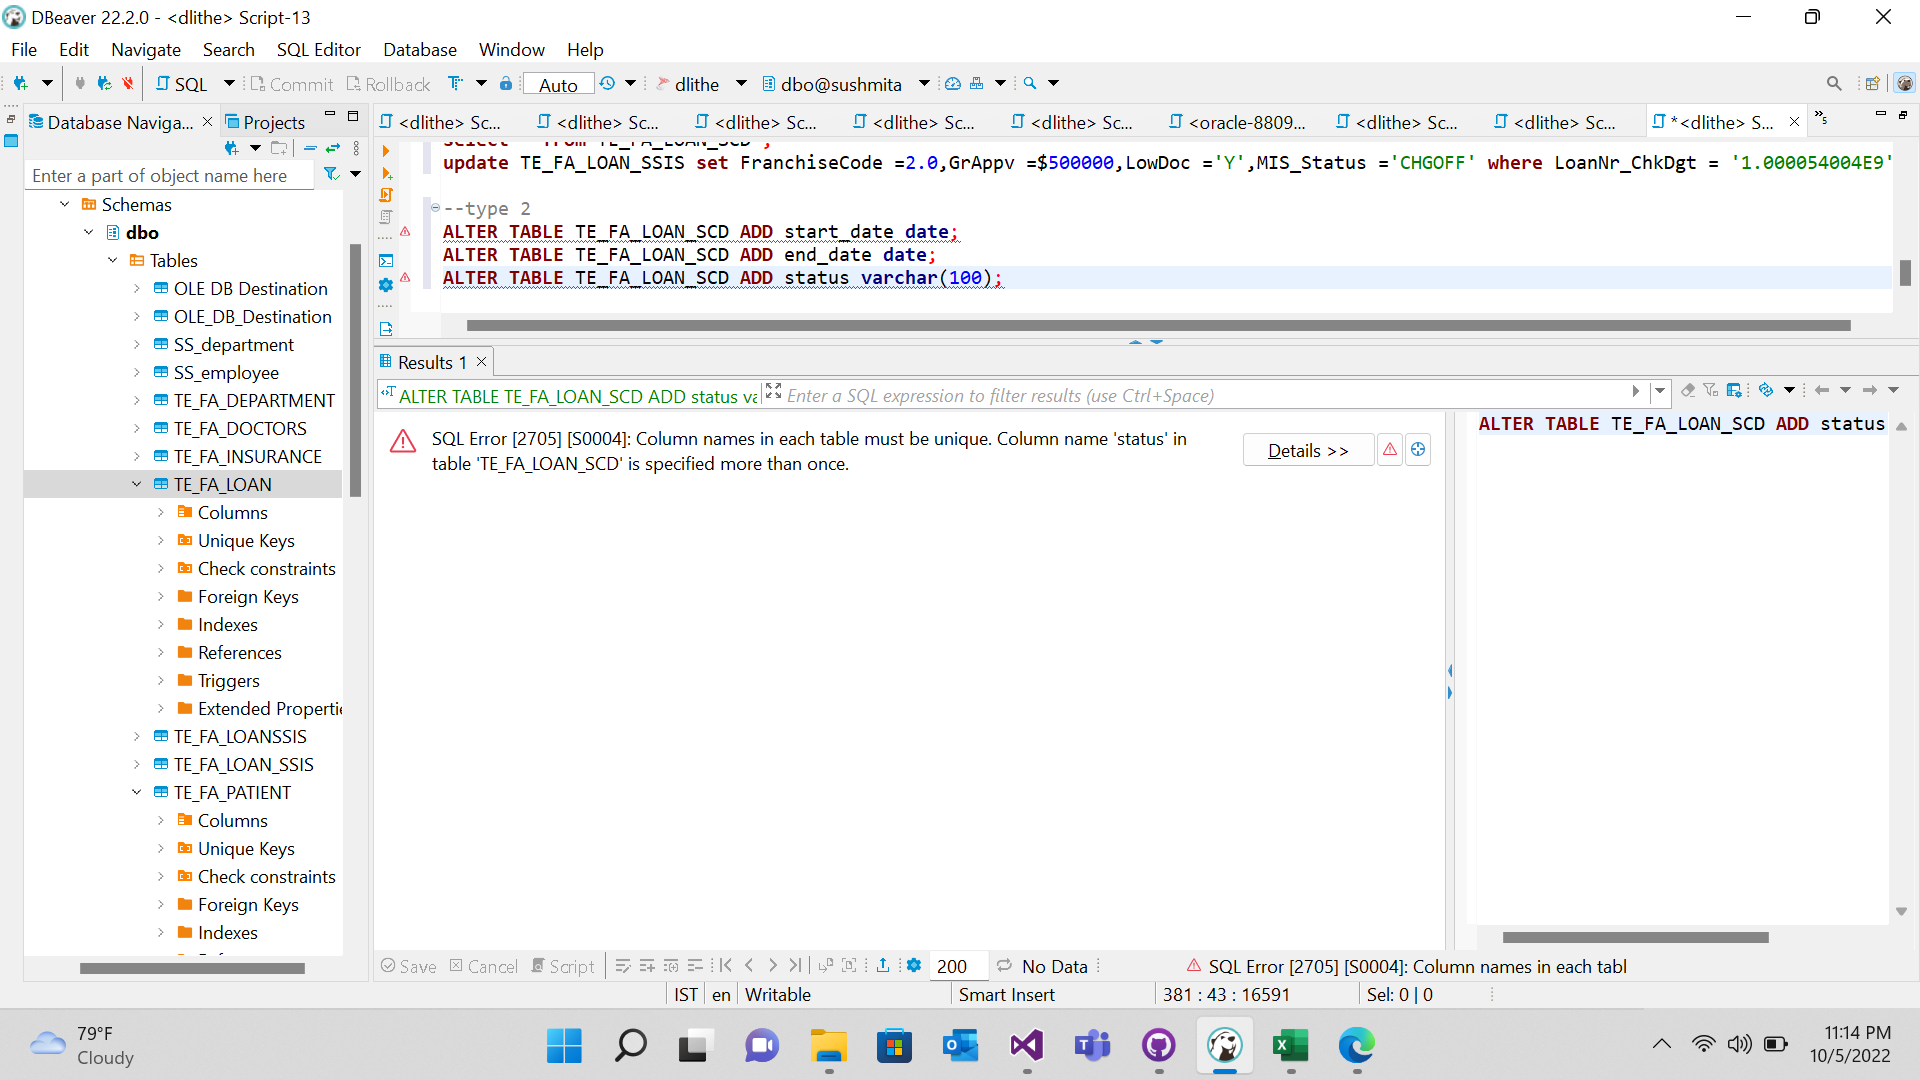 DBeaver 22.2.0 - <dlithe> Script-13
File Edit Navigate Search SQL Editor Database Window Help
SQL Commit Rollback Auto dlithe dbo@sushmita
Database Naviga... Projects
<dlithe> Sc... <dlithe> Sc... <dlithe> Sc... <dlithe> Sc... <dlithe> Sc... <oracle-8809... <dlithe> Sc... <dlithe> Sc... *<dlithe> S... »5
Enter a part of object name here
Schemas
dbo
Tables
OLE DB Destination
OLE_DB_Destination
SS_department
SS_employee
TE_FA_DEPARTMENT
TE_FA_DOCTORS
TE_FA_INSURANCE
TE_FA_LOAN
Columns
Unique Keys
Check constraints
Foreign Keys
Indexes
References
Triggers
Extended Properti
TE_FA_LOANSSIS
TE_FA_LOAN_SSIS
TE_FA_PATIENT
Columns
Unique Keys
Check constraints
Foreign Keys
Indexes
update TE_FA_LOAN_SSIS set FranchiseCode =2.0,GrAppv =$500000,LowDoc ='Y',MIS_Status ='CHGOFF' where LoanNr_ChkDgt = '1.000054004E9'
--type 2
ALTER TABLE TE_FA_LOAN_SCD ADD start_date date;
ALTER TABLE TE_FA_LOAN_SCD ADD end_date date;
ALTER TABLE TE_FA_LOAN_SCD ADD status varchar(100);
Results 1
ALTER TABLE TE_FA_LOAN_SCD ADD status va Enter a SQL expression to filter results (use Ctrl+Space)
SQL Error [2705] [S0004]: Column names in each table must be unique. Column name 'status' in
table 'TE_FA_LOAN_SCD' is specified more than once.
Details >>
ALTER TABLE TE_FA_LOAN_SCD ADD status
Save Cancel Script 200 No Data SQL Error [2705] [S0004]: Column names in each tabl
IST en Writable Smart Insert 381 : 43 : 16591 Sel: 0 | 0
79°F
Cloudy
11:14 PM
10/5/2022